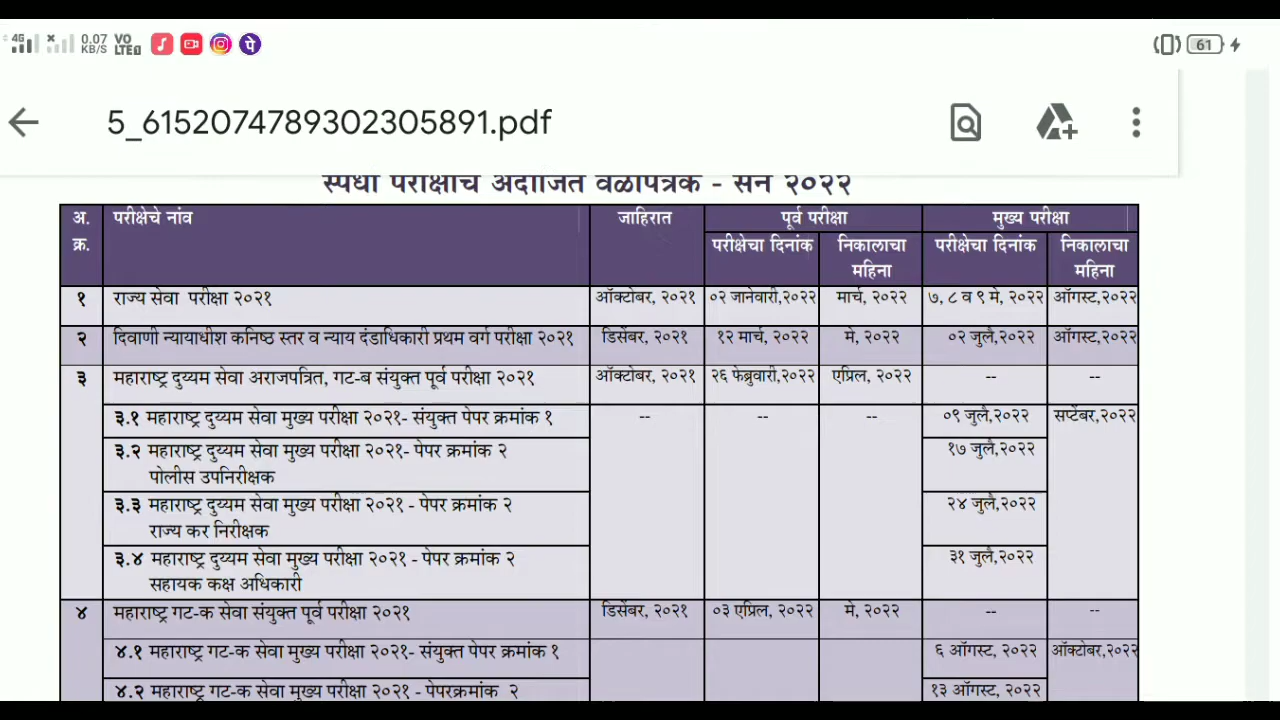 4G 0.07 KB/S VO LTE 61
5_6152074789302305891.pdf
स्पर्धा परीक्षांचे अंदाजित वेळापत्रक - सन २०२२
अ. क्र. परीक्षेचे नांव जाहिरात पूर्व परीक्षा मुख्य परीक्षा
परीक्षेचा दिनांक निकालाचा महिना परीक्षेचा दिनांक निकालाचा महिना
१ राज्य सेवा परीक्षा २०२१ ऑक्टोबर, २०२१ ०२ जानेवारी,२०२२ मार्च, २०२२ ७, ८ व ९ मे, २०२२ ऑगस्ट,२०२२
२ दिवाणी न्यायाधीश कनिष्ठ स्तर व न्याय दंडाधिकारी प्रथम वर्ग परीक्षा २०२१ डिसेंबर, २०२१ १२ मार्च, २०२२ मे, २०२२ ०२ जुलै,२०२२ ऑगस्ट,२०२२
३ महाराष्ट्र दुय्यम सेवा अराजपत्रित, गट-ब संयुक्त पूर्व परीक्षा २०२१ ऑक्टोबर, २०२१ २६ फेब्रुवारी,२०२२ एप्रिल, २०२२ -- --
३.१ महाराष्ट्र दुय्यम सेवा मुख्य परीक्षा २०२१- संयुक्त पेपर क्रमांक १ -- -- -- ०९ जुलै,२०२२ सप्टेंबर,२०२२
३.२ महाराष्ट्र दुय्यम सेवा मुख्य परीक्षा २०२१- पेपर क्रमांक २ १७ जुलै,२०२२
पोलीस उपनिरीक्षक
३.३ महाराष्ट्र दुय्यम सेवा मुख्य परीक्षा २०२१ - पेपर क्रमांक २ २४ जुलै,२०२२
राज्य कर निरीक्षक
३.४ महाराष्ट्र दुय्यम सेवा मुख्य परीक्षा २०२१ - पेपर क्रमांक २ ३१ जुलै,२०२२
सहायक कक्ष अधिकारी
४ महाराष्ट्र गट-क सेवा संयुक्त पूर्व परीक्षा २०२१ डिसेंबर, २०२१ ०३ एप्रिल, २०२२ मे, २०२२ -- --
४.१ महाराष्ट्र गट-क सेवा मुख्य परीक्षा २०२१- संयुक्त पेपर क्रमांक १ ६ ऑगस्ट, २०२२ ऑक्टोबर,२०२२
४.२ महाराष्ट्र गट-क सेवा मुख्य परीक्षा २०२१ - पेपरक्रमांक २ १३ ऑगस्ट, २०२२